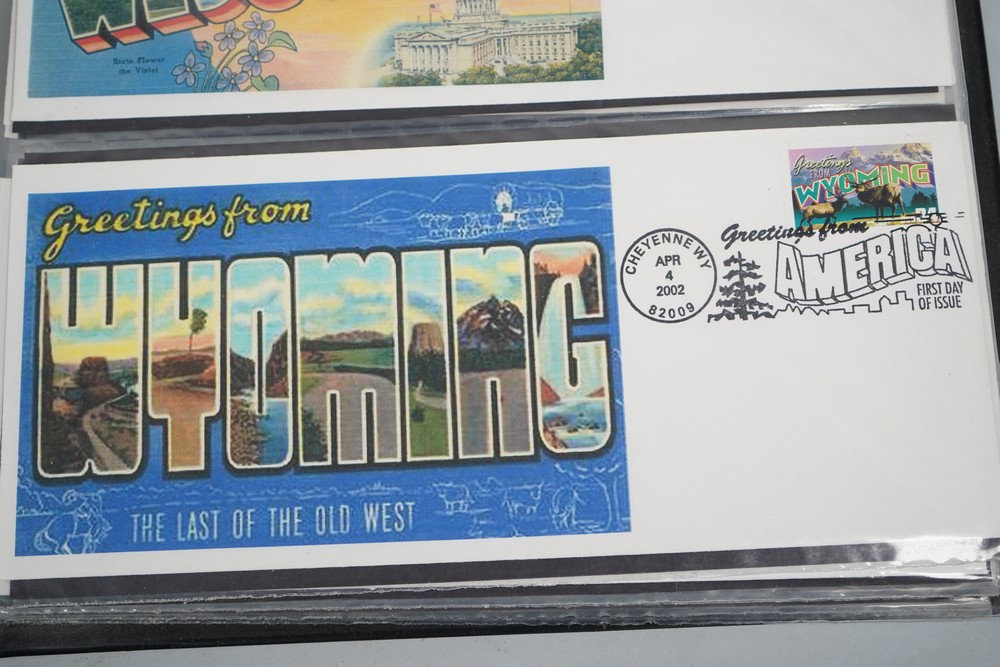 WISC
State Flower
the Violet
Greetings from
WYOMING
THE LAST OF THE OLD WEST
Greetings
FROM
WYOMING
CHEYENNE WY
APR
4
2002
82009
Greetings from
AMERICA
FIRST DAY
OF ISSUE